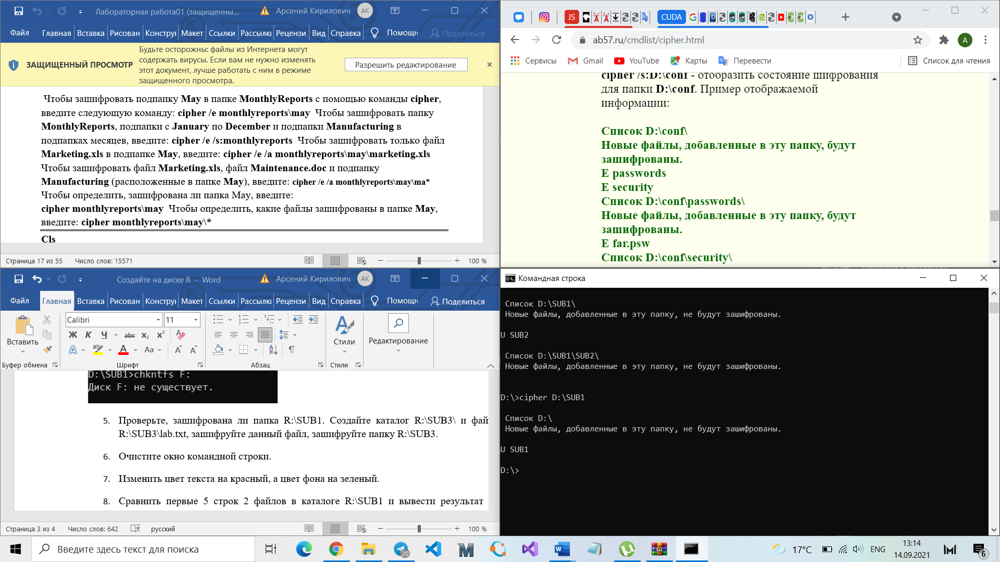 Лабораторная работа01 (защищенны...
Арсений Кирилович
АК
Файл
Главная
Вставка
Рисован
Констру
Макет
Ссылки
Рассылкі
Рецензи
Вид
Справка
Помощн
Поделиться
ЗАЩИЩЕННЫЙ ПРОСМОТР
Будьте осторожны: файлы из Интернета могут
содержать вирусы. Если вам не нужно изменять
этот документ, лучше работать с ним в режиме
защищенного просмотра.
Разрешить редактирование
Чтобы зашифровать подпапку May в папке MonthlyReports с помощью команды cipher,
введите следующую команду: cipher /e monthlyreports\may Чтобы зашифровать папку
MonthlyReports, подпапки с January по December и подпапки Manufacturing в
подпапках месяцев, введите: cipher /e /s:monthlyreports Чтобы зашифровать только файл
Marketing.xls в подпапке May, введите: cipher /e /a monthlyreports\may\marketing.xls
Чтобы зашифровать файл Marketing.xls, файл Maintenance.doc и подпапку
Manufacturing (расположенные в папке May), введите: cipher /e /a monthlyreports\may\ma*
Чтобы определить, зашифрована ли папка May, введите:
cipher monthlyreports\may Чтобы определить, какие файлы зашифрованы в папке May,
введите: cipher monthlyreports\may\*
Cls
Страница 17 из 55
Число слов: 15571
100 %
JS
CUDA
ab57.ru/cmdlist/cipher.html
A
Сервисы
Gmail
YouTube
Карты
Перевести
Список для чтения
cipher /s:D:\conf - отобразить состояние шифрования
для папки D:\conf. Пример отображаемой
информации:
Список D:\conf\
Новые файлы, добавленные в эту папку, будут
зашифрованы.
E passwords
E security
Список D:\conf\passwords\
Новые файлы, добавленные в эту папку, будут
зашифрованы.
E far.psw
Список D:\conf\security\
Создайте на диске R - Word
Арсений Кирилович
АК
Файл
Главная
Вставка
Рисован
Констру
Макет
Ссылки
Рассылкі
Рецензи
Вид
Справка
Помощн
Поделиться
Вставить
Буфер обмена
Calibri
11
Ж К Ч abc x₂ x²
Aa
Шрифт
Абзац
Стили
Стили
Редактирование
D:\SUB1>chkntfs F:
Диск F: не существует.
5. Проверьте, зашифрована ли папка R:\SUB1. Создайте каталог R:\SUB3\ и фай
R:\SUB3\lab.txt, зашифруйте данный файл, зашифруйте папку R:\SUB3.
6. Очистите окно командной строки.
7. Изменить цвет текста на красный, а цвет фона на зеленый.
8. Сравнить первые 5 строк 2 файлов в каталоге R:\SUB1 и вывести результат
Страница 3 из 4
Число слов: 642
русский
100 %
Командная строка
Список D:\SUB1\
Новые файлы, добавленные в эту папку, не будут зашифрованы.
U SUB2
Список D:\SUB1\SUB2\
Новые файлы, добавленные в эту папку, не будут зашифрованы.
D:\>cipher D:\SUB1
Список D:\
Новые файлы, добавленные в эту папку, не будут зашифрованы.
U SUB1
D:\>
Введите здесь текст для поиска
20
17°C
ENG
13:14
14.09.2021
6